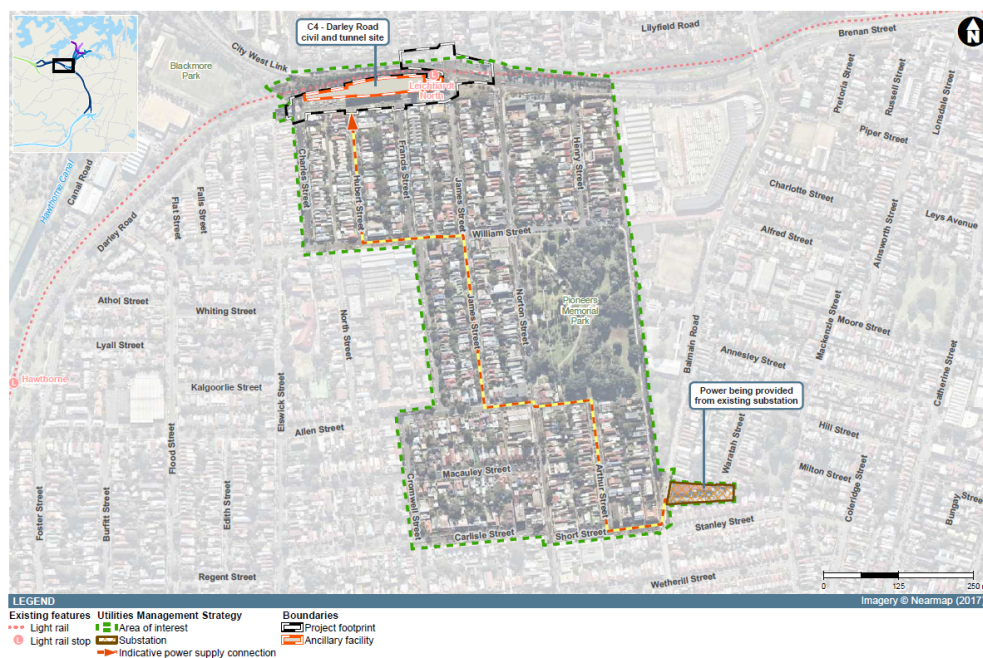 C4 - Darley Road
civil and tunnel site
N
Lilyfield Road
Brenan Street
City West Link
Blackmore
Park
Leichhardt
North
Pretoria Street
Russell Street
Lonsdale Street
Piper Street
Hawthorne Canal
Canal Road
Darley Road
Flat Street
Falls Street
Charles Street
Hubert Street
Francis Street
James Street
Henry Street
William Street
Charlotte Street
Alfred Street
Ainsworth Street
Leys Avenue
Athol Street
Whiting Street
Lyall Street
North Street
James Street
Norton Street
Pioneers
Memorial
Park
Balmain Road
Mackenzie Street
Moore Street
Annesley Street
Catherine Street
Hawthorne
Kalgoorlie Street
Elswick Street
Allen Street
Power being provided
from existing substation
Waratah Street
Hill Street
Milton Street
Coleridge Street
Bungay Stree
Foster Street
Burfitt Street
Flood Street
Edith Street
Cromwell Street
Macauley Street
Arthur Street
Carlisle Street
Short Street
Stanley Street
Regent Street
Wetherill Street
0 125 250
LEGEND
Imagery © Nearmap (2017
Existing features Utilities Management Strategy Boundaries
Light rail Area of interest Project footprint
L Light rail stop Substation Ancillary facility
Indicative power supply connection